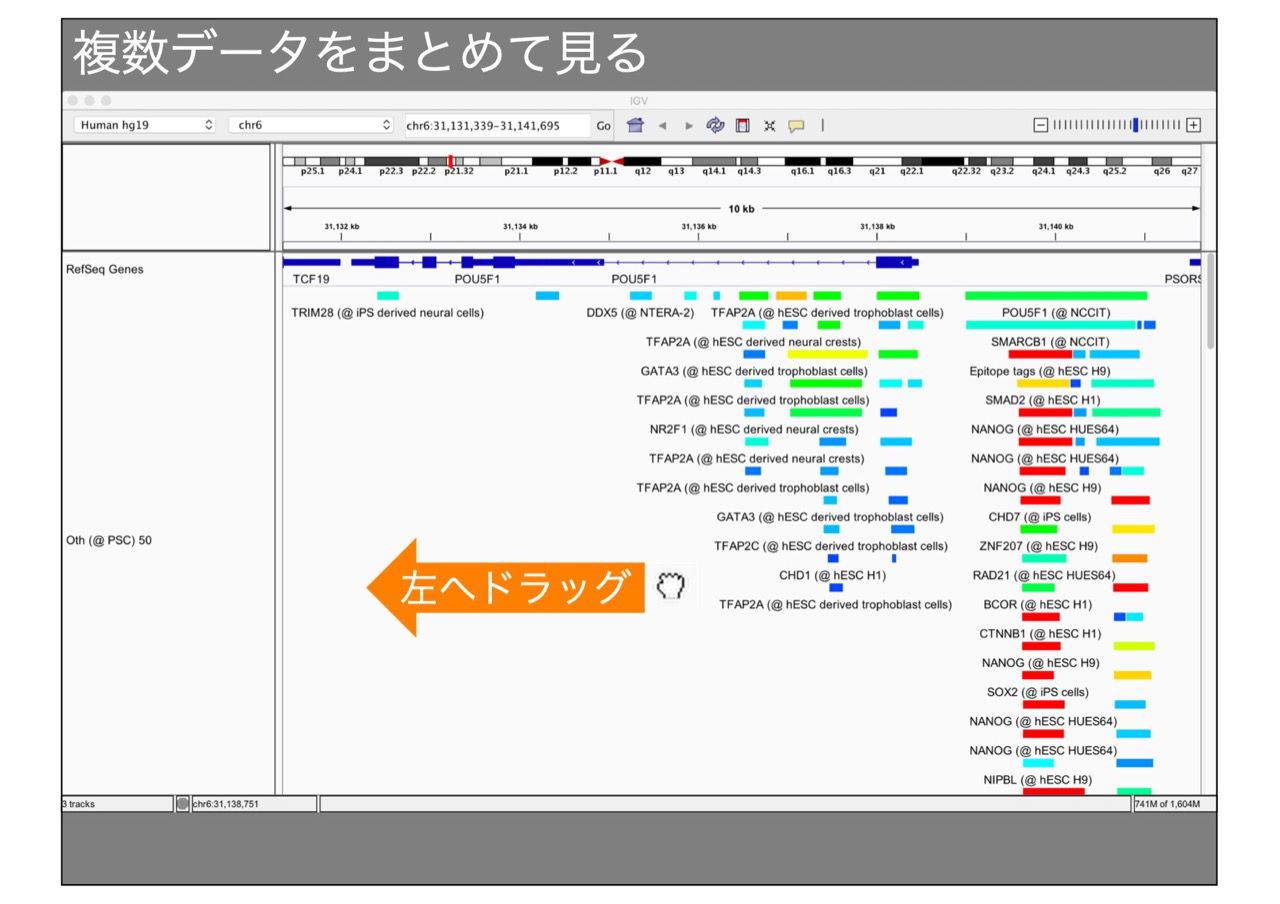 複数データをまとめて見る
IGV
Human hg19 chr6 chr6:31,131,339-31,141,695 Go
p25.1 p24.1 p22.3 p22.2 p21.32 p21.1 p12.2 p11.1 q12 q13 q14.1 q14.3 q16.1 q16.3 q21 q22.1 q22.32 q23.2 q24.1 q24.3 q25.2 q26 q27
10 kb
31,132 kb 31,134 kb 31,136 kb 31,138 kb 31,140 kb
RefSeq Genes
TCF19 POU5F1 POU5F1 PSORS
TRIM28 (@ iPS derived neural cells) DDX5 (@ NTERA-2) TFAP2A (@ hESC derived trophoblast cells) POU5F1 (@ NCCIT)
TFAP2A (@ hESC derived neural crests) SMARCB1 (@ NCCIT)
GATA3 (@ hESC derived trophoblast cells) Epitope tags (@ hESC H9)
TFAP2A (@ hESC derived trophoblast cells) SMAD2 (@ hESC H1)
NR2F1 (@ hESC derived neural crests) NANOG (@ hESC HUES64)
TFAP2A (@ hESC derived neural crests) NANOG (@ hESC HUES64)
TFAP2A (@ hESC derived trophoblast cells) NANOG (@ hESC H9)
GATA3 (@ hESC derived trophoblast cells) CHD7 (@ iPS cells)
Oth (@ PSC) 50
TFAP2C (@ hESC derived trophoblast cells) ZNF207 (@ hESC H9)
CHD1 (@ hESC H1) RAD21 (@ hESC HUES64)
左へドラッグ
TFAP2A (@ hESC derived trophoblast cells) BCOR (@ hESC H1)
CTNNB1 (@ hESC H1)
NANOG (@ hESC H9)
SOX2 (@ iPS cells)
NANOG (@ hESC HUES64)
NANOG (@ hESC HUES64)
NIPBL (@ hESC H9)
3 tracks chr6:31,138,751 741M of 1,604M